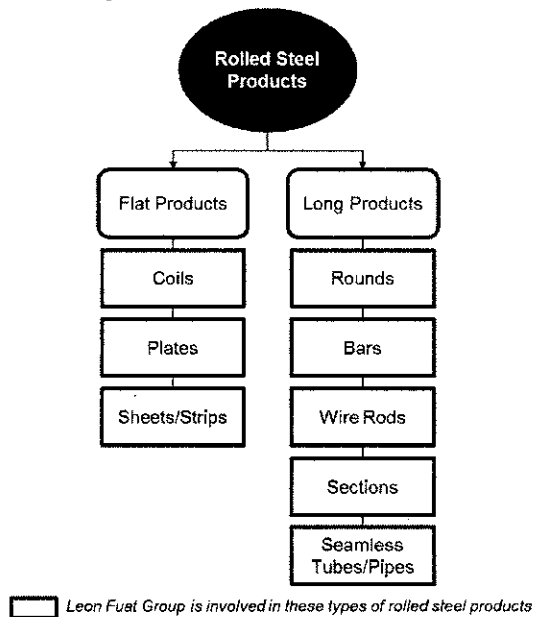 Rolled Steel
Products
Flat Products
Long Products
Coils
Rounds
Plates
Bars
Sheets/Strips
Wire Rods
Sections
Seamless
Tubes/Pipes
Leon Fuat Group is involved in these types of rolled steel products